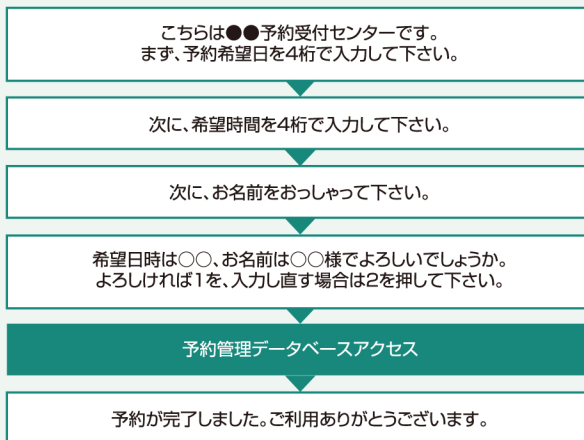 こちらは●●予約受付センターです。
まず、予約希望日を4桁で入力して下さい。
次に、希望時間を4桁で入力して下さい。
次に、お名前をおっしゃって下さい。
希望日時は○○、お名前は○○様でよろしいでしょうか。
よろしければ1を、入力し直す場合は2を押して下さい。
予約管理データベースアクセス
予約が完了しました。ご利用ありがとうございます。